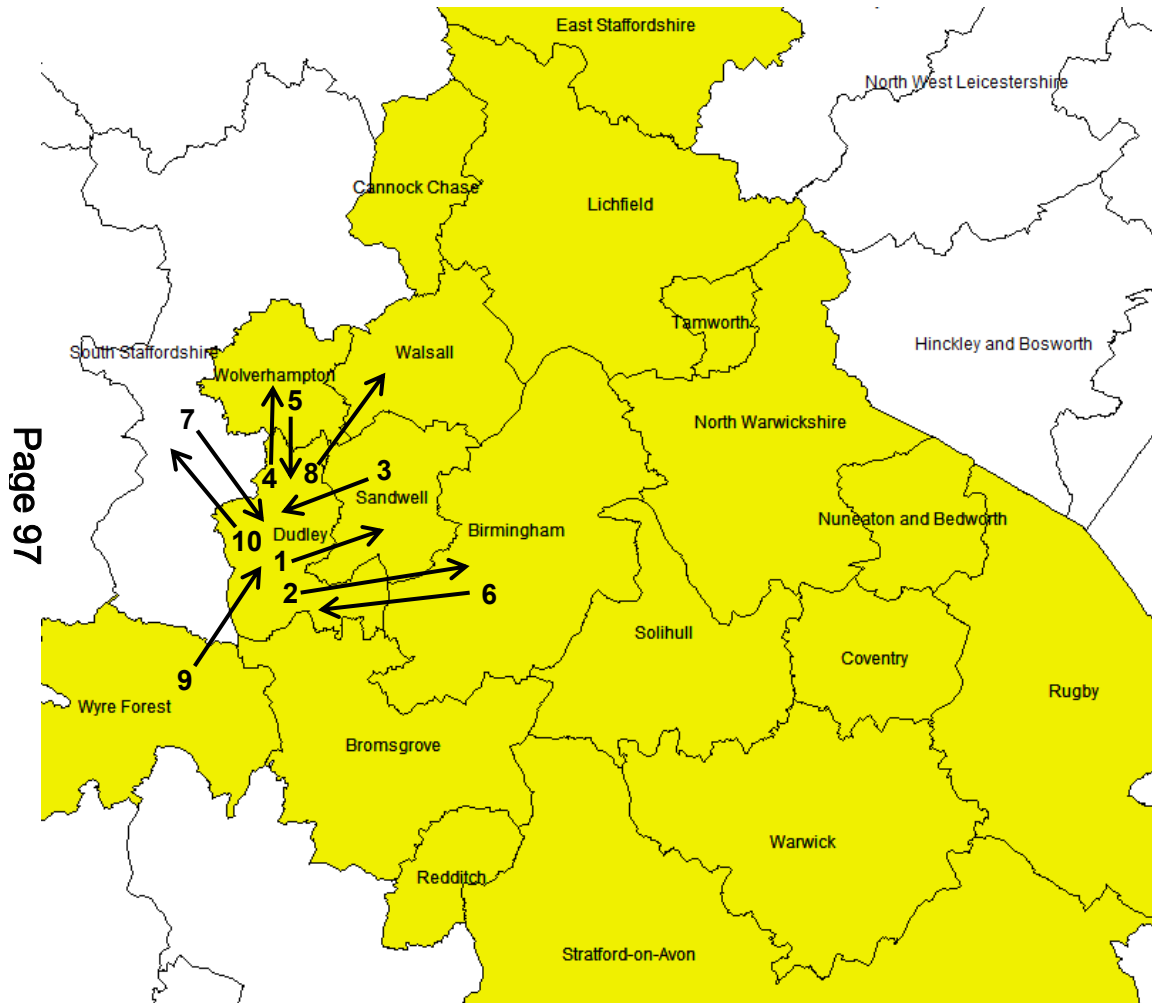 East Staffordshire
North West Leicestershire
Cannock Chase
Lichfield
Tamworth
South Staffordshire
Hinckley and Bosworth
Walsall
Wolverhampton
5
7
North Warwickshire
Page 97
4
8
3
Sandwell
Nuneaton and Bedworth
Birmingham
Dudley
10
1
2
6
Solihull
Coventry
9
Rugby
Wyre Forest
Bromsgrove
Warwick
Redditch
Stratford-on-Avon